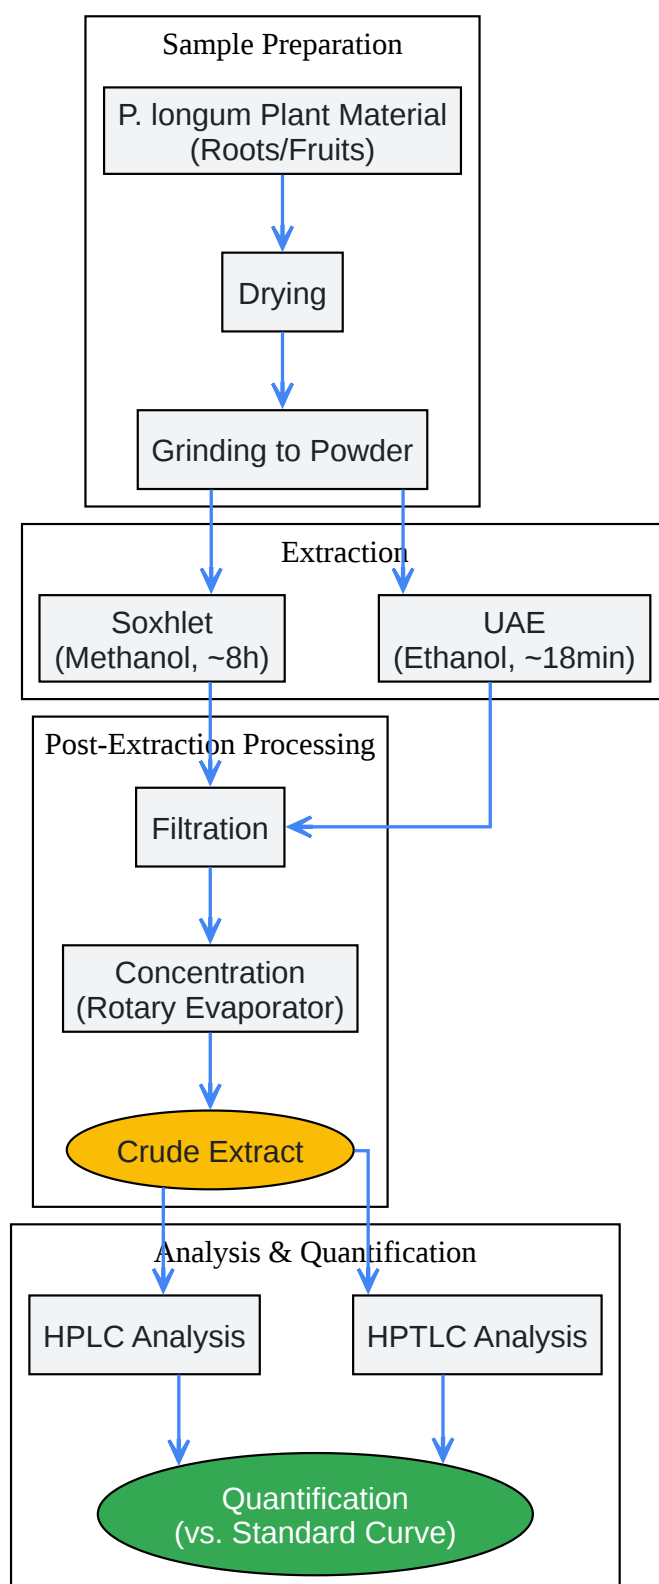 Sample Preparation
P. longum Plant Material
(Roots/Fruits)
Drying
Grinding to Powder
Extraction
Soxhlet
(Methanol, ~8h)
UAE
(Ethanol, ~18min)
Post-Extraction Processing
Filtration
Concentration
(Rotary Evaporator)
Crude Extract
Analysis & Quantification
HPLC Analysis
HPTLC Analysis
Quantification
(vs. Standard Curve)